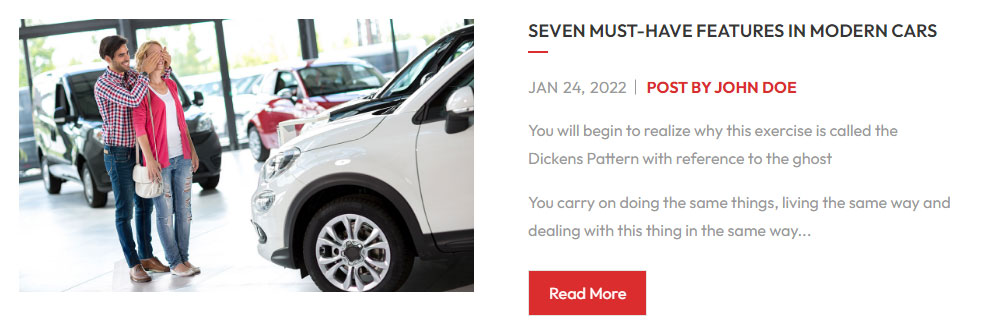 SEVEN MUST-HAVE FEATURES IN MODERN CARS
JAN 24, 2022 | POST BY JOHN DOE
You will begin to realize why this exercise is called the
Dickens Pattern with reference to the ghost
You carry on doing the same things, living the same way and
dealing with this thing in the same way...
Read More